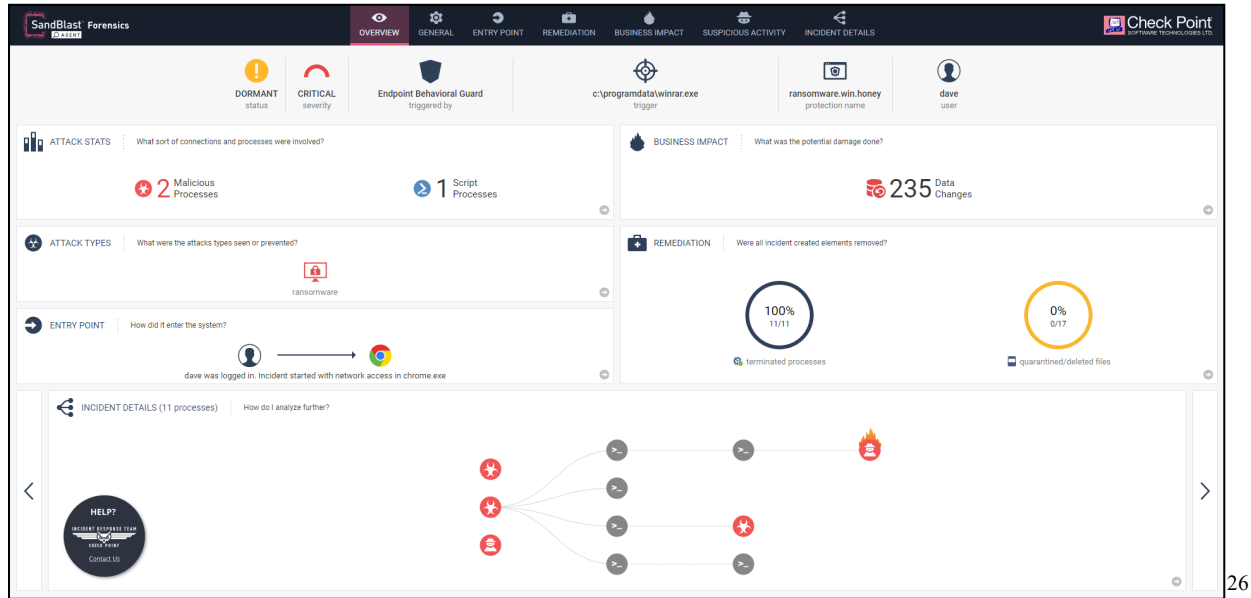 SandBlast Forensics
AGENT
OVERVIEW
GENERAL
ENTRY POINT
REMEDIATION
BUSINESS IMPACT
SUSPICIOUS ACTIVITY
INCIDENT DETAILS
Check Point
SOFTWARE TECHNOLOGIES LTD.
DORMANT
status
CRITICAL
severity
Endpoint Behavioral Guard
triggered by
c:\programdata\winrar.exe
trigger
ransomware.win.honey
protection name
dave
user
ATTACK STATS What sort of connections and processes were involved?
2 Malicious
Processes
1 Script
Processes
BUSINESS IMPACT What was the potential damage done?
235 Data
Changes
ATTACK TYPES What were the attacks types seen or prevented?
ransomware
REMEDIATION Were all incident created elements removed?
100%
11/11
terminated processes
0%
0/17
quarantined/deleted files
ENTRY POINT How did it enter the system?
dave was logged in. Incident started with network access in chrome.exe
INCIDENT DETAILS (11 processes) How do I analyze further?
HELP?
INCIDENT RESPONSE TEAM
CHECK POINT
Contact Us
26